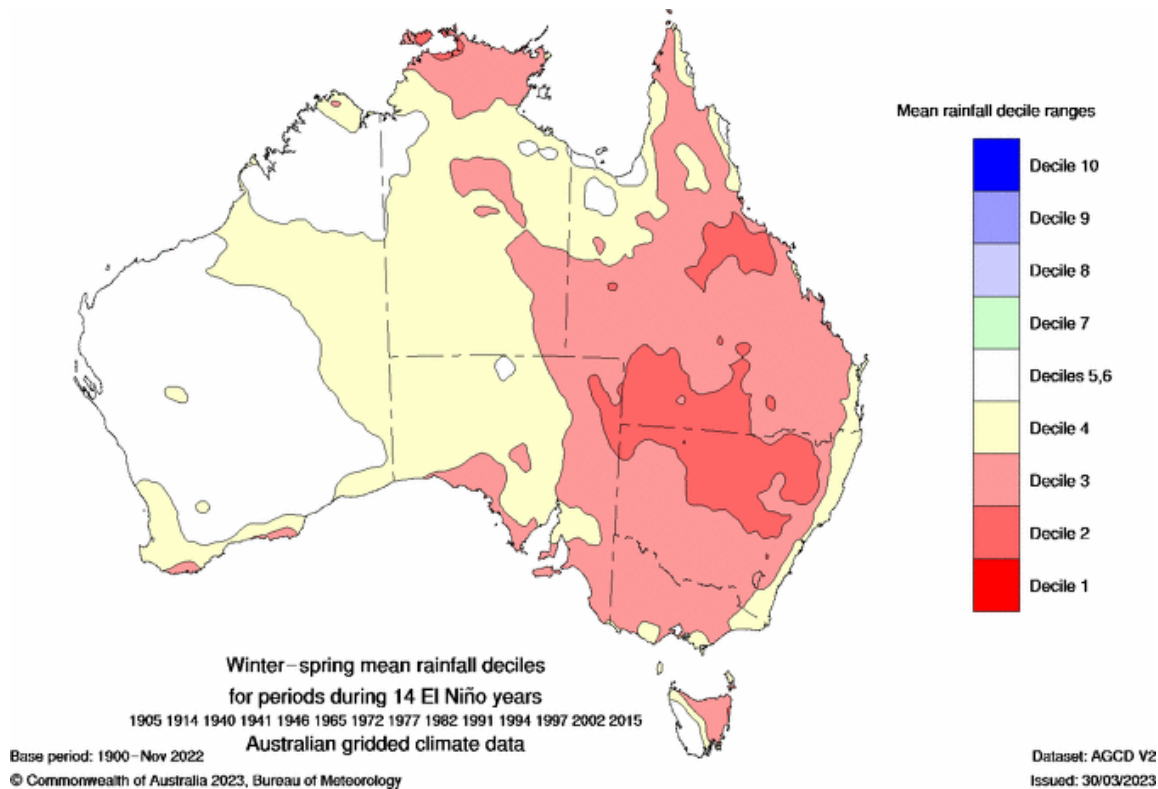 Mean rainfall decile ranges
Decile 10
Decile 9
Decile 8
Decile 7
Deciles 5,6
Decile 4
Decile 3
Decile 2
Decile 1
Winter-spring mean rainfall deciles
for periods during 14 El Niño years
1905 1914 1940 1941 1946 1965 1972 1977 1982 1991 1994 1997 2002 2015
Australian gridded climate data
Base period: 1900-Nov 2022
© Commonwealth of Australia 2023, Bureau of Meteorology
Dataset: AGCD V2
Issued: 30/03/2023